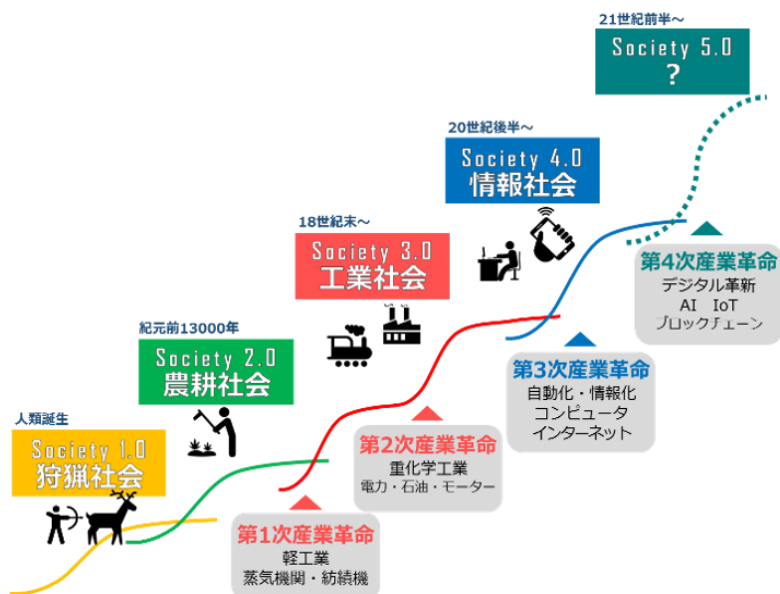 21世紀前半～
Society 5.0
？
20世紀後半～
Society 4.0
情報社会
18世紀末～
Society 3.0
工業社会
紀元前13000年
Society 2.0
農耕社会
人類誕生
Society 1.0
狩猟社会
第1次産業革命
軽工業
蒸気機関・紡績機
第2次産業革命
重化学工業
電力・石油・モーター
第3次産業革命
自動化・情報化
コンピュータ
インターネット
第4次産業革命
デジタル革新
AI IoT
ブロックチェーン